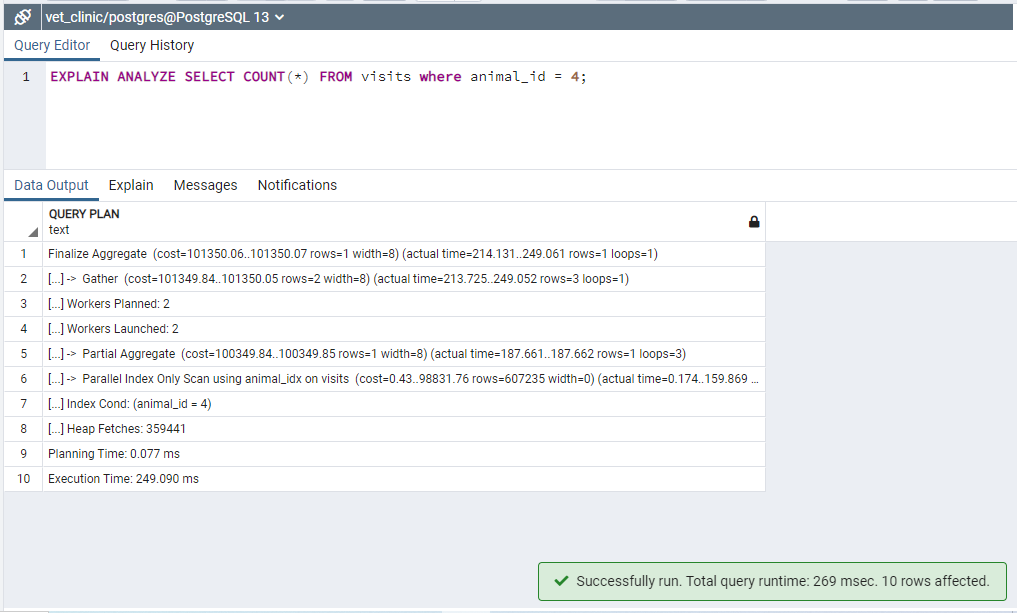 vet_clinic/postgres@PostgreSQL 13
Query Editor Query History
1 EXPLAIN ANALYZE SELECT COUNT(*) FROM visits where animal_id = 4;
Data Output Explain Messages Notifications
QUERY PLAN
text
1 Finalize Aggregate (cost=101350.06..101350.07 rows=1 width=8) (actual time=214.131..249.061 rows=1 loops=1)
2 [...] -> Gather (cost=101349.84..101350.05 rows=2 width=8) (actual time=213.725..249.052 rows=3 loops=1)
3 [...] Workers Planned: 2
4 [...] Workers Launched: 2
5 [...] -> Partial Aggregate (cost=100349.84..100349.85 rows=1 width=8) (actual time=187.661..187.662 rows=1 loops=3)
6 [...] -> Parallel Index Only Scan using animal_idx on visits (cost=0.43..98831.76 rows=607235 width=0) (actual time=0.174..159.869 ...
7 [...] Index Cond: (animal_id = 4)
8 [...] Heap Fetches: 359441
9 Planning Time: 0.077 ms
10 Execution Time: 249.090 ms
Successfully run. Total query runtime: 269 msec. 10 rows affected.